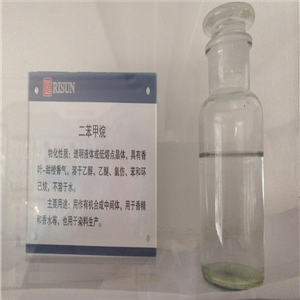 RISUN
二苯甲烷
物化性质：透明液体或低熔点晶体，具有香
叶-甜橙香气，溶于乙醇、乙醚、氯仿、苯和环
己烷，不溶于水。
主要用途：用作有机合成中间体，用于香精
和香水等，也用于染料生产。